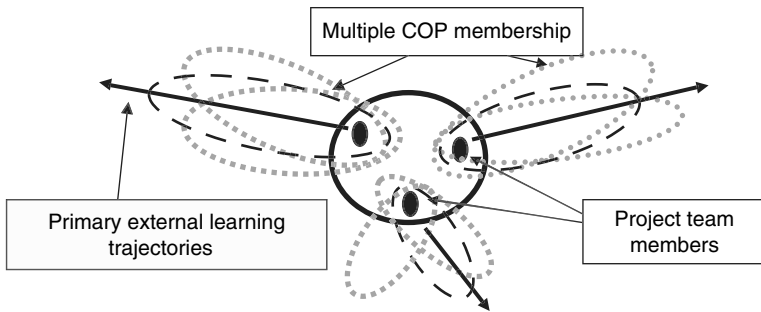 Multiple COP membership
Primary external learning
trajectories
Project team
members